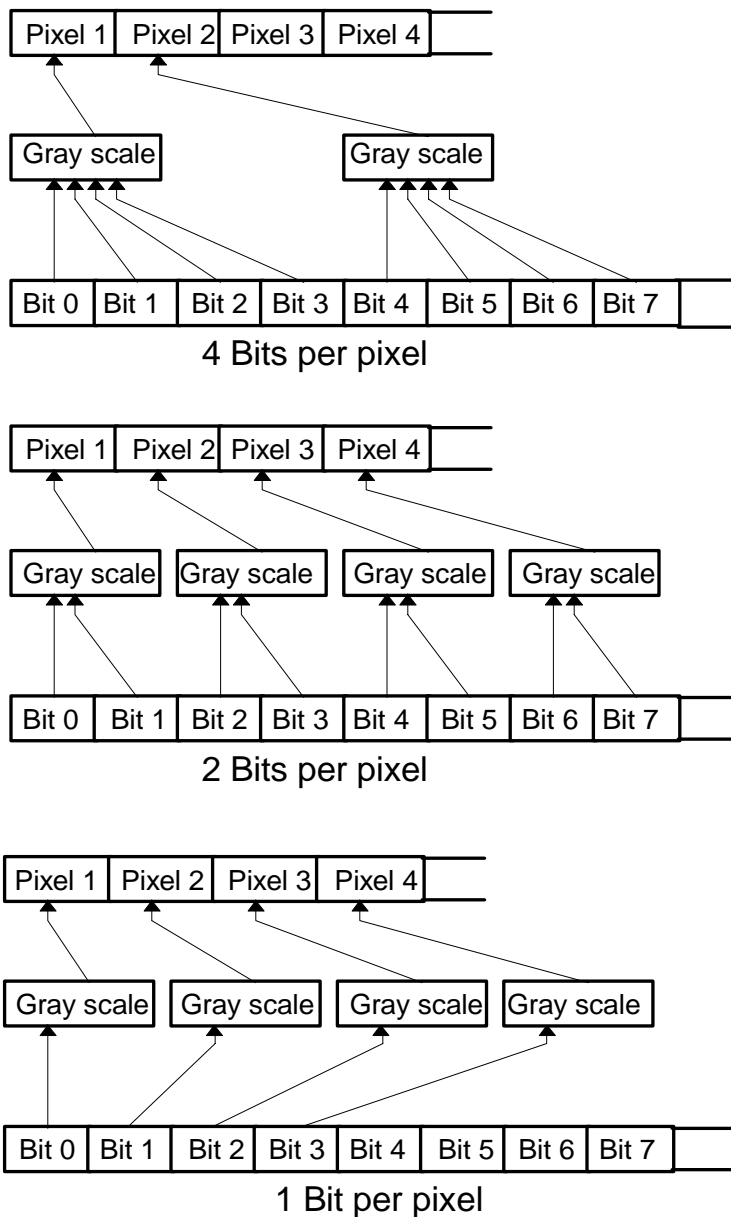 Pixel 1 Pixel 2 Pixel 3 Pixel 4
Gray scale Gray scale
Bit 0 Bit 1 Bit 2 Bit 3 Bit 4 Bit 5 Bit 6 Bit 7
4 Bits per pixel
Pixel 1 Pixel 2 Pixel 3 Pixel 4
Gray scale Gray scale Gray scale Gray scale
Bit 0 Bit 1 Bit 2 Bit 3 Bit 4 Bit 5 Bit 6 Bit 7
2 Bits per pixel
Pixel 1 Pixel 2 Pixel 3 Pixel 4
Gray scale Gray scale Gray scale Gray scale
Bit 0 Bit 1 Bit 2 Bit 3 Bit 4 Bit 5 Bit 6 Bit 7
1 Bit per pixel